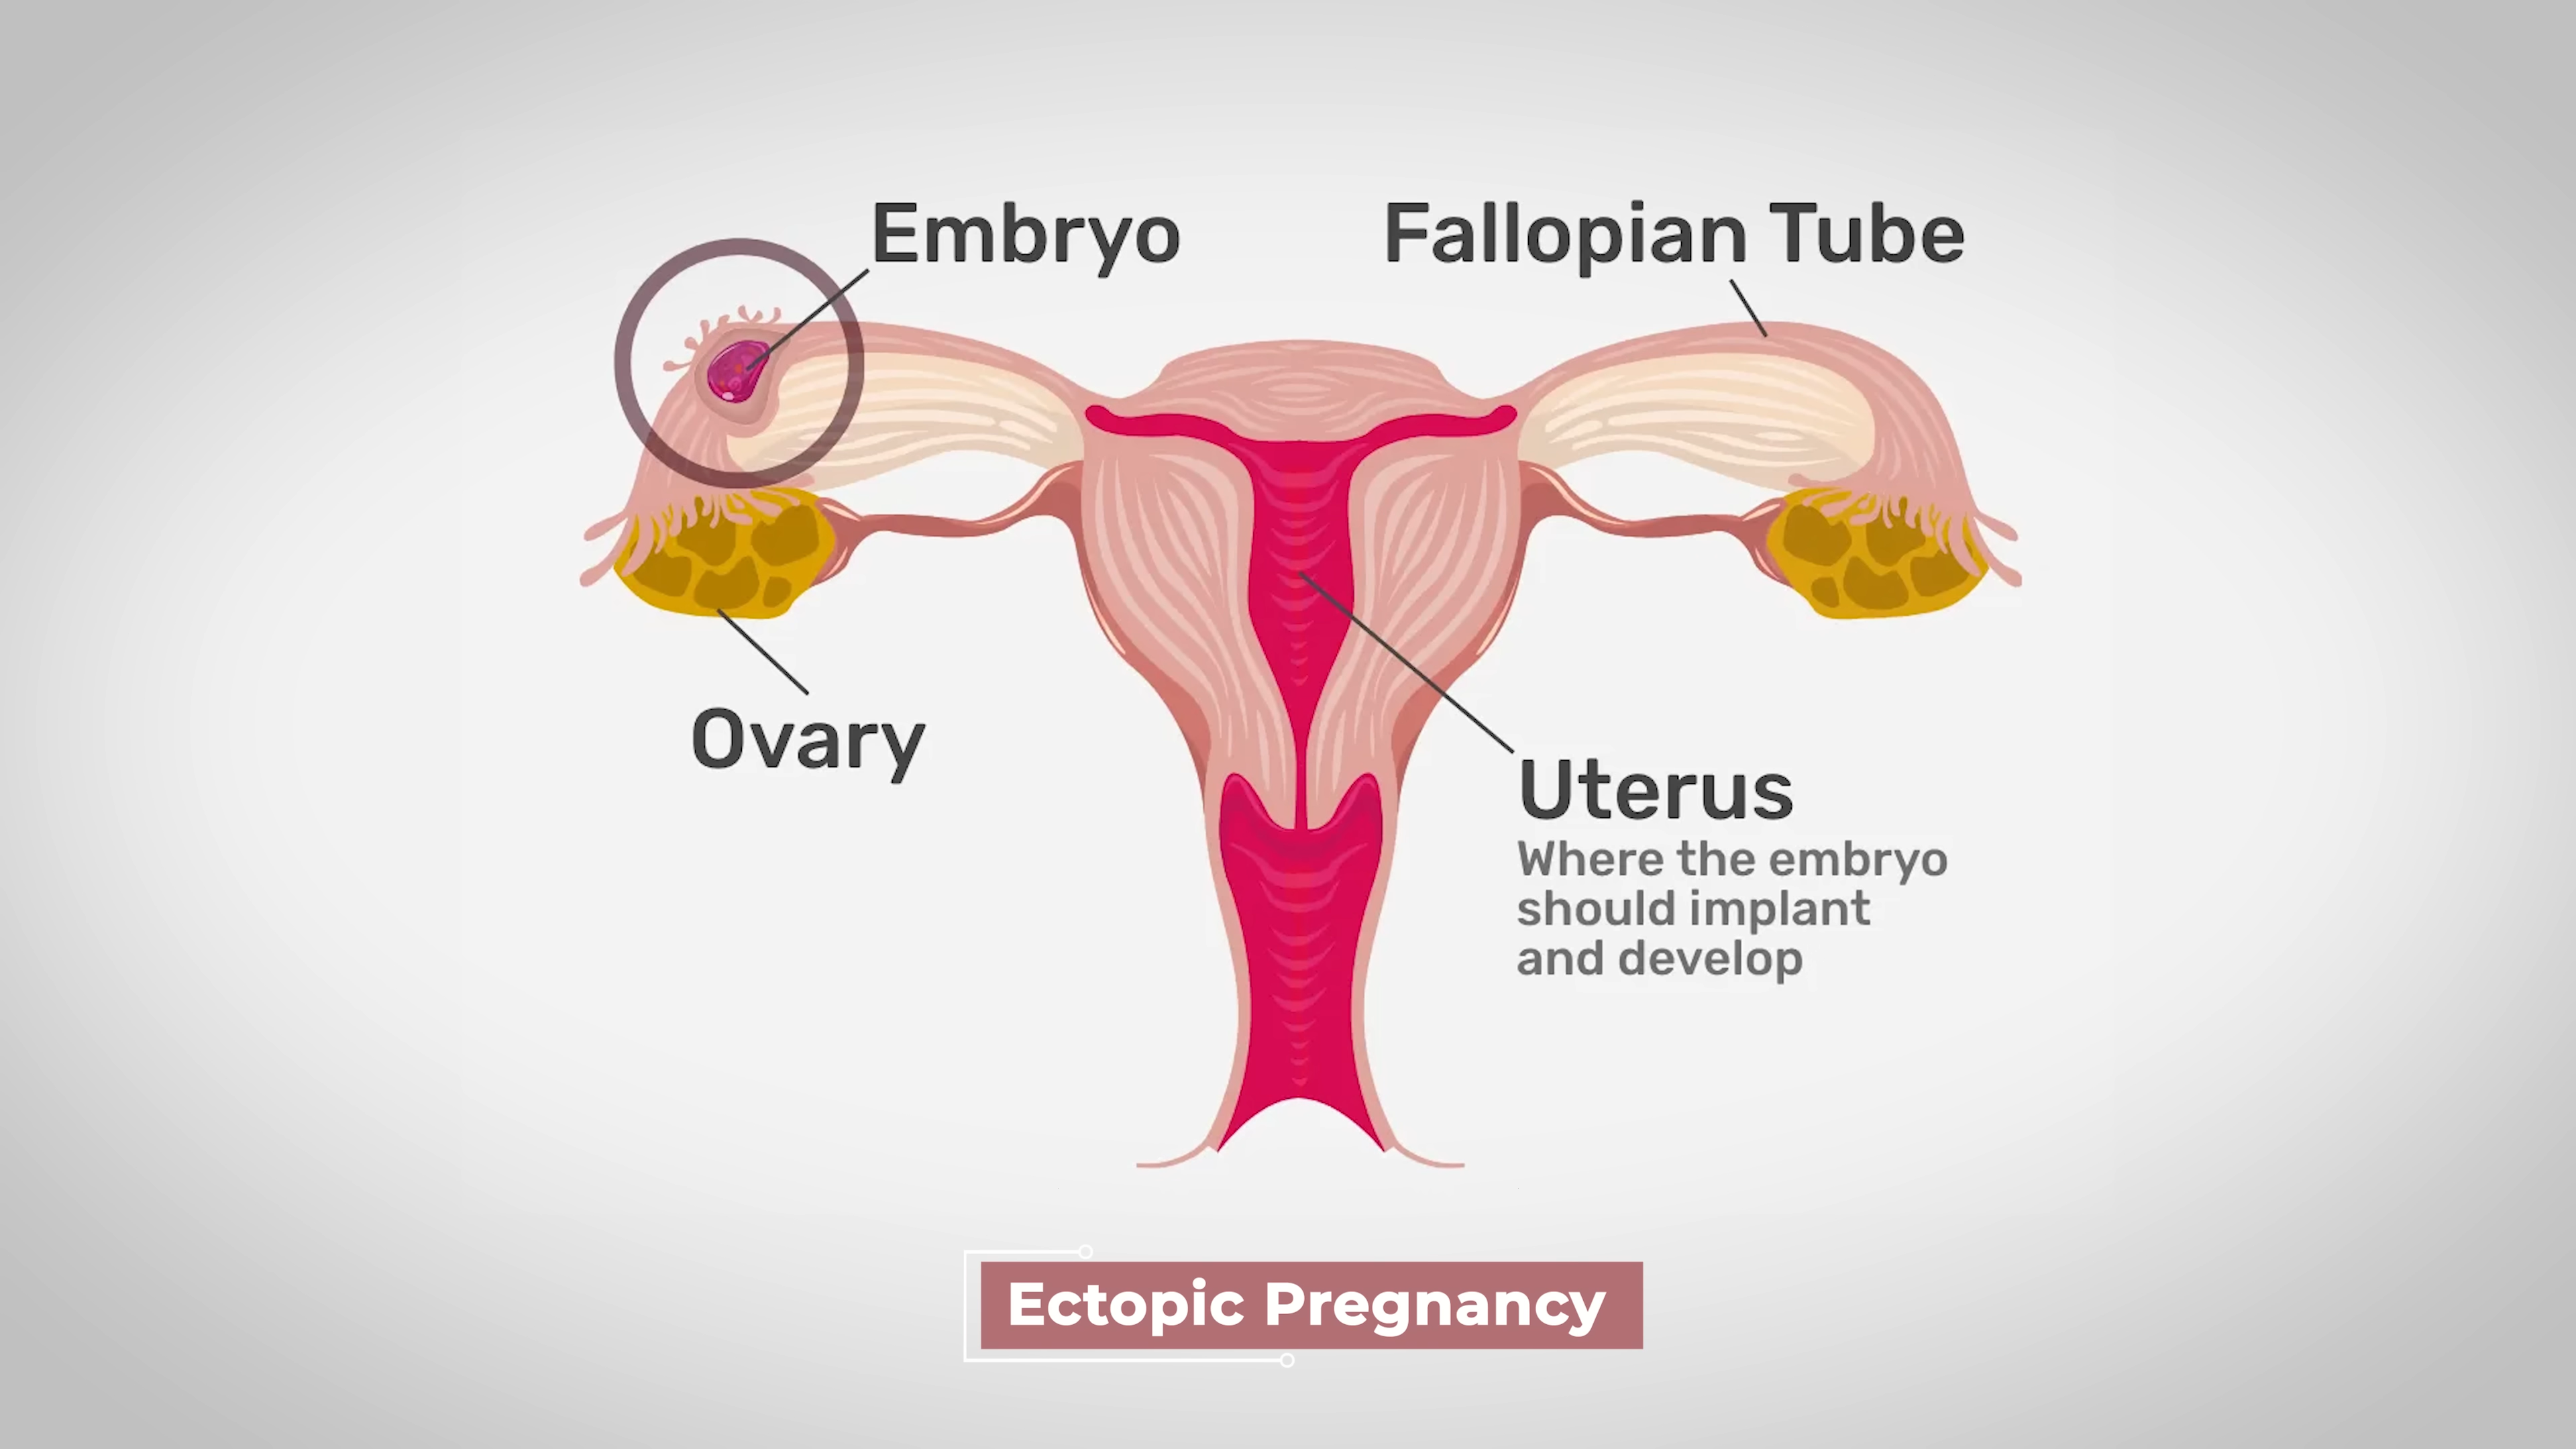 Embryo
Fallopian Tube
Ovary
Uterus
Where the embryo
should implant
and develop
Ectopic Pregnancy